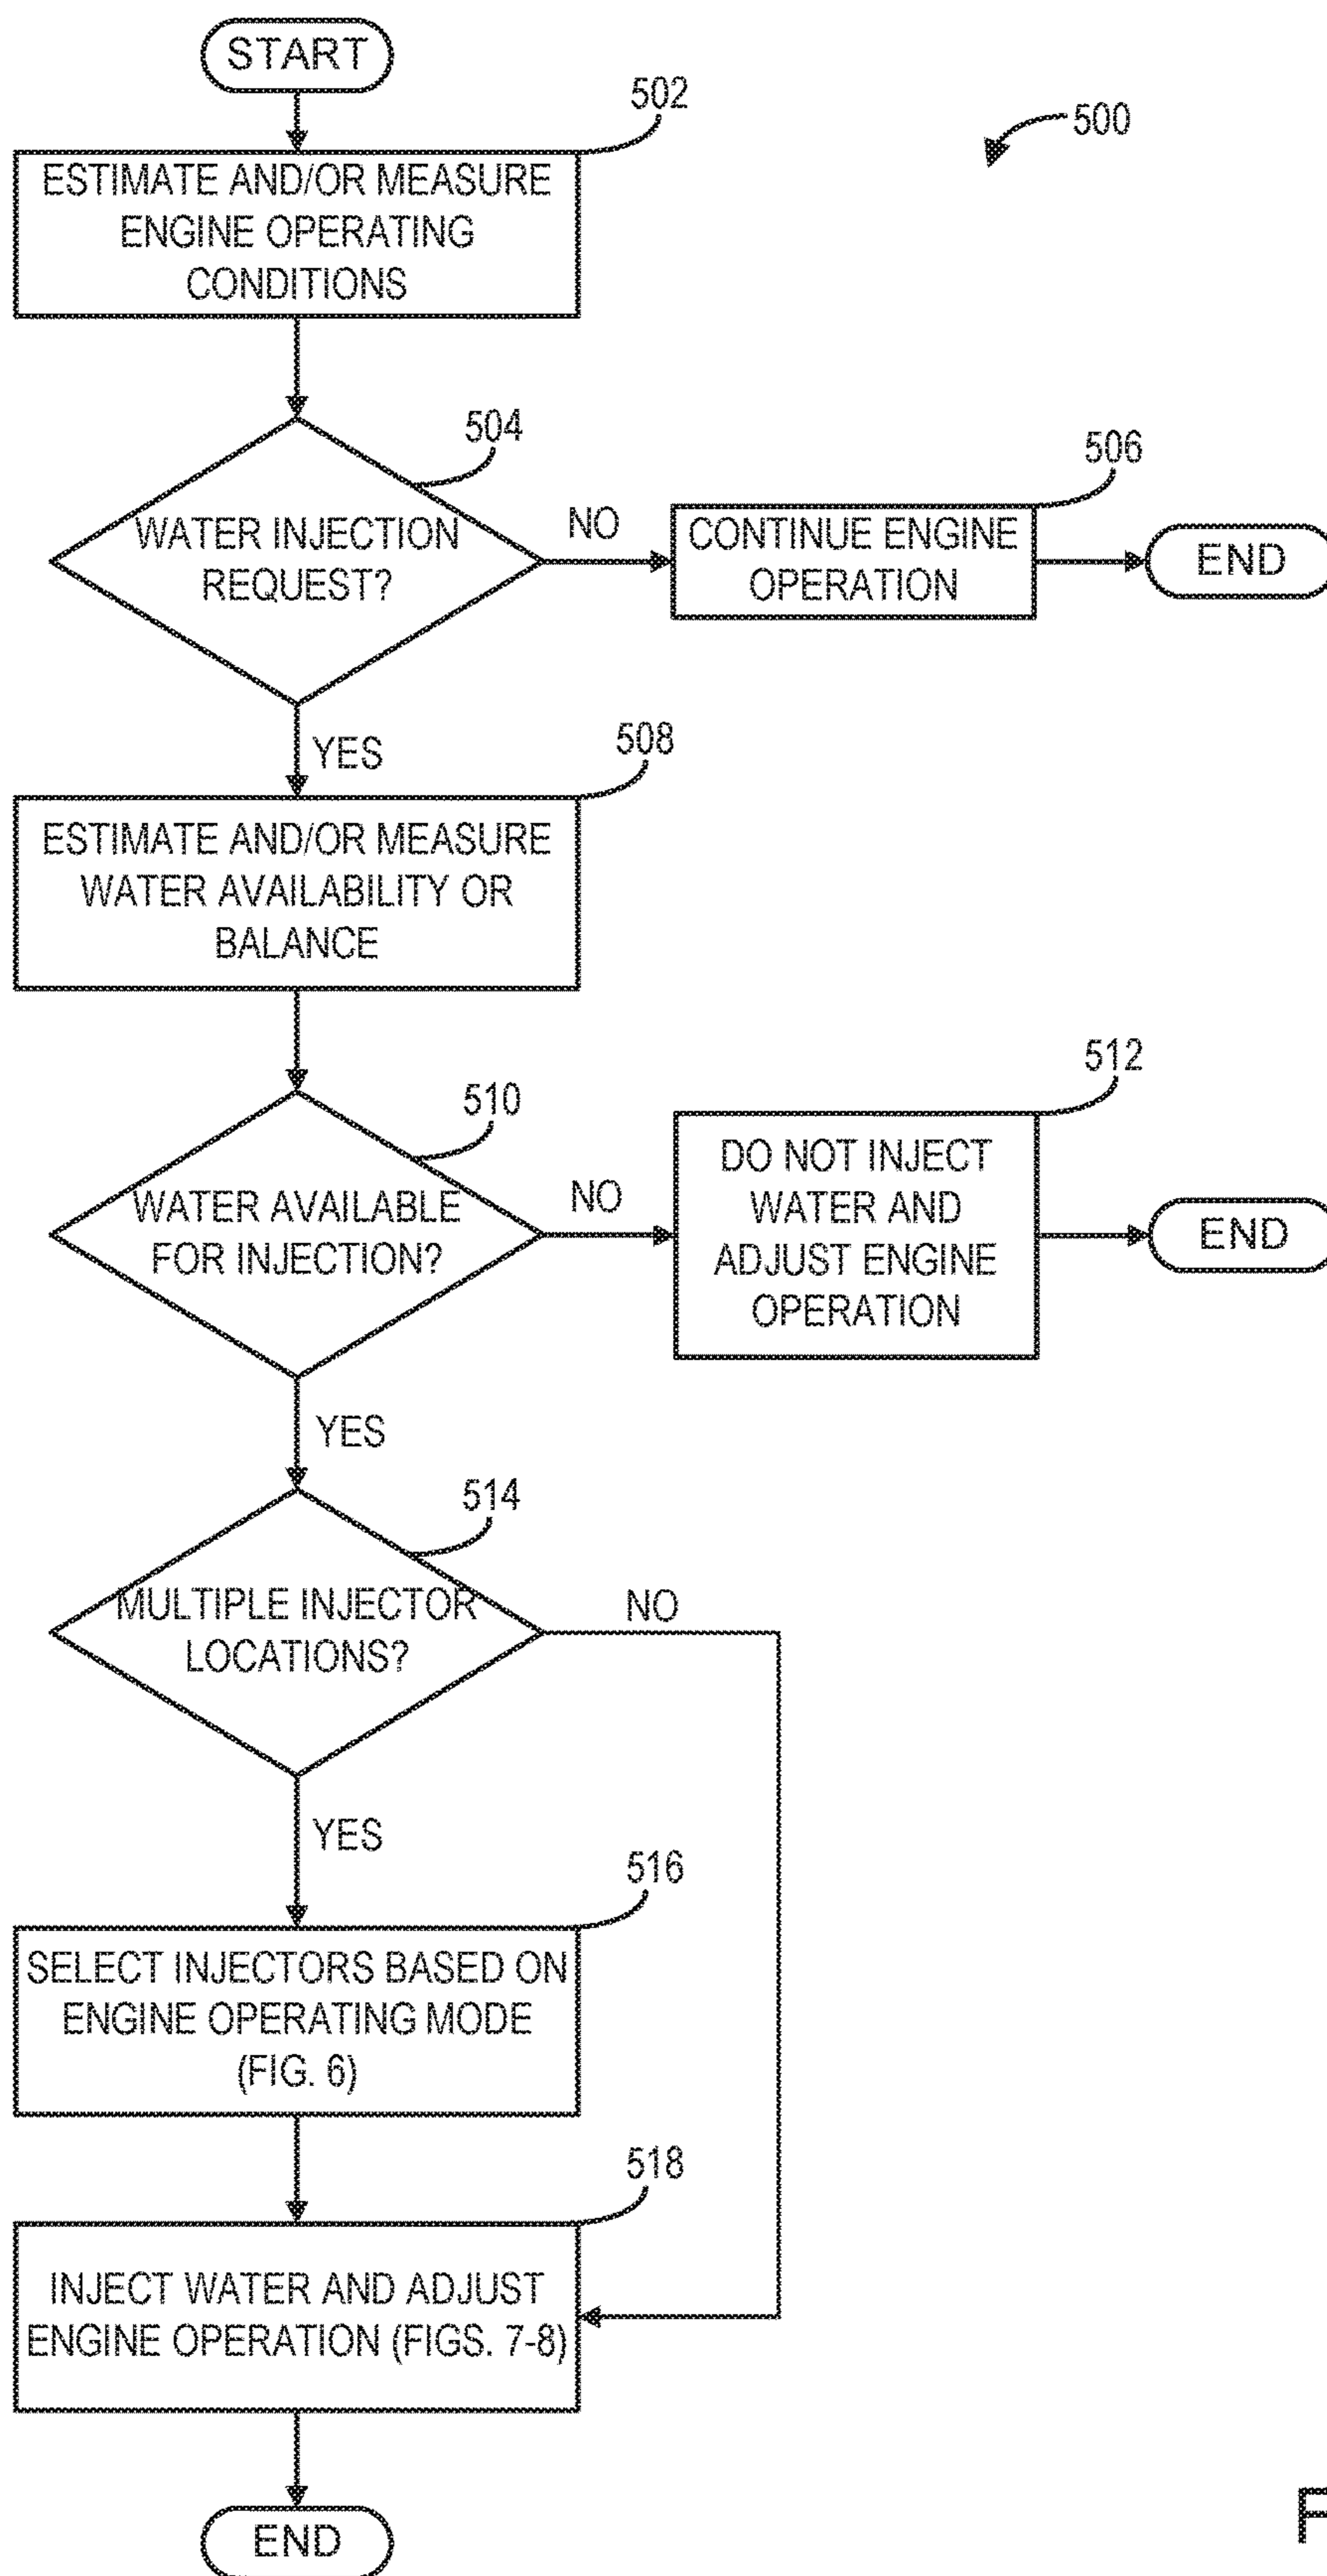 START
502
500
ESTIMATE AND/OR MEASURE
ENGINE OPERATING
CONDITIONS
504
506
WATER INJECTION
REQUEST?
NO
CONTINUE ENGINE
OPERATION
END
YES
508
ESTIMATE AND/OR MEASURE
WATER AVAILABILITY OR
BALANCE
510
512
WATER AVAILABLE
FOR INJECTION?
NO
DO NOT INJECT
WATER AND
ADJUST ENGINE
OPERATION
END
YES
514
MULTIPLE INJECTOR
LOCATIONS?
NO
YES
516
SELECT INJECTORS BASED ON
ENGINE OPERATING MODE
(FIG. 6)
518
INJECT WATER AND ADJUST
ENGINE OPERATION (FIGS. 7-8)
END
F